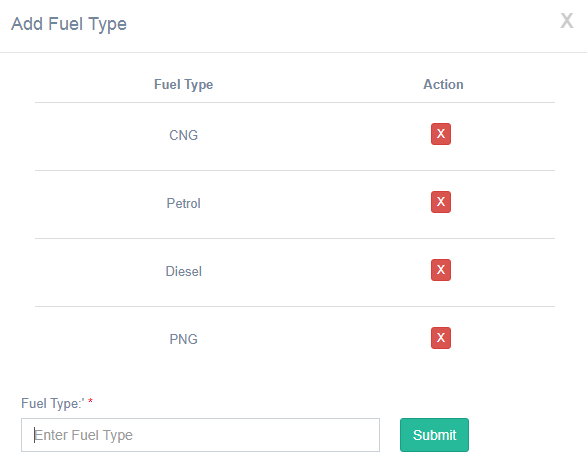 Add Fuel Type X
Fuel Type Action
CNG X
Petrol X
Diesel X
PNG X
Fuel Type:' *
Enter Fuel Type Submit